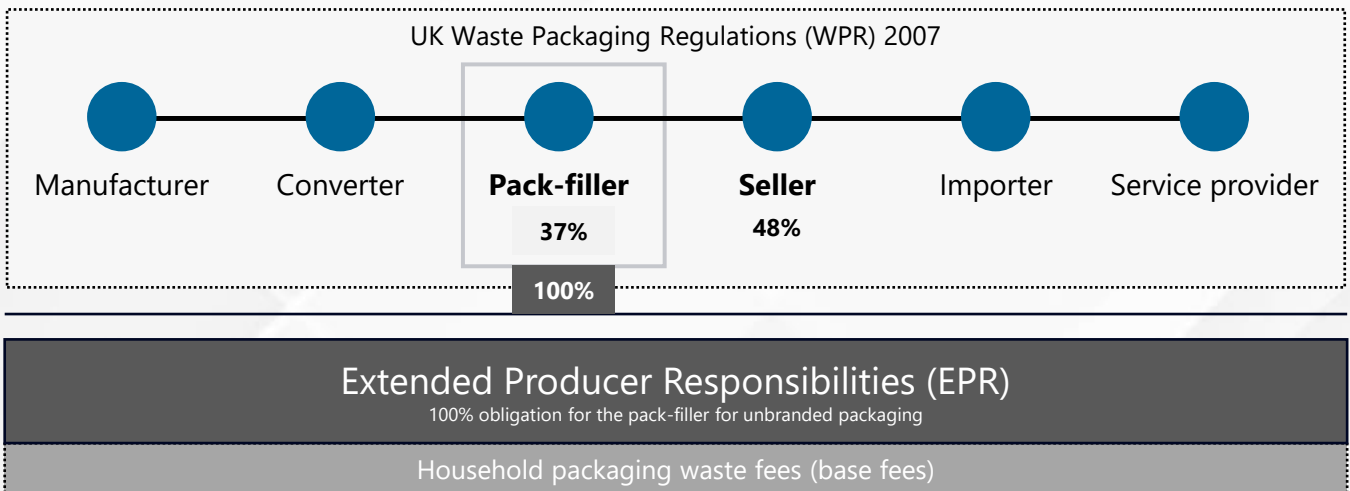 UK Waste Packaging Regulations (WPR) 2007
Manufacturer
Converter
Pack-filler
Seller
Importer
Service provider
37%
48%
100%
Extended Producer Responsibilities (EPR)
100% obligation for the pack-filler for unbranded packaging
Household packaging waste fees (base fees)